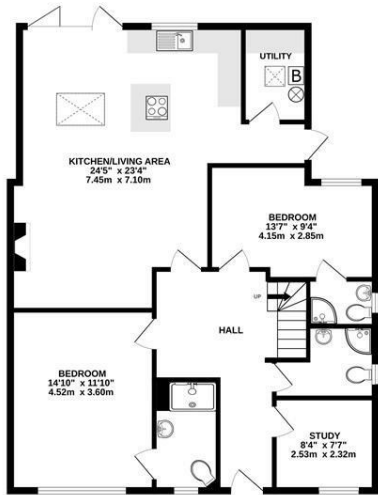 UTILITY
B
KITCHEN/LIVING AREA
24'5" x 23'4"
7.45m x 7.10m
BEDROOM
13'7" x 9'4"
4.15m x 2.85m
UP
HALL
BEDROOM
14'10" x 11'10"
4.52m x 3.60m
STUDY
8'4" x 7'7"
2.53m x 2.32m